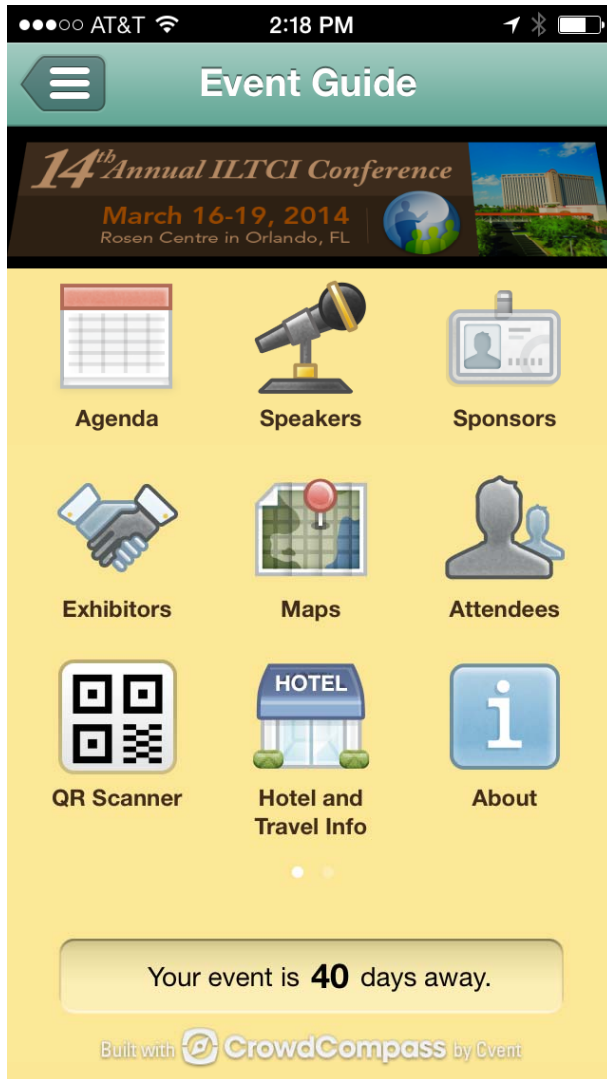 AT&T 2:18 PM
Event Guide
14th Annual ILTCI Conference
March 16-19, 2014
Rosen Centre in Orlando, FL
Agenda Speakers Sponsors
Exhibitors Maps Attendees
HOTEL
QR Scanner Hotel and Travel Info About
Your event is 40 days away.
Built with CrowdCompass by Cvent